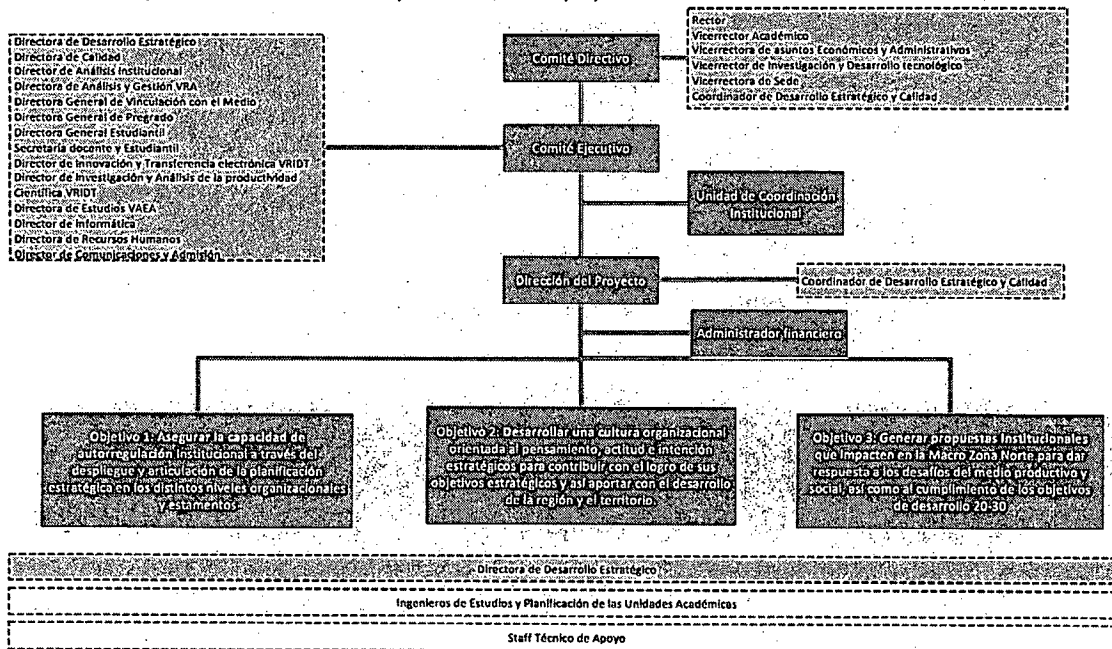 Directora de Desarrollo Estratégico
Directora de Calidad
Director de Análisis Institucional
Directora de Análisis y Gestión VRA
Directora General de Vinculación con el Medio
Directora General de Pregrado
Directora General Estudiantil
Secretaria docente y Estudiantil
Director de Innovación y Transferencia electrónica VRIDT
Director de Investigación y Análisis de la productividad
Científica VRIDT
Directora de Estudios VAEA
Director de Informática
Directora de Recursos Humanos
Director de Comunicaciones y Admisión
Comité Directivo
Rector
Vicerrector Académico
Vicerrectora de asuntos Económicos y Administrativos
Vicerrector de Investigación y Desarrollo tecnológico
Vicerrectora de Sede
Coordinador de Desarrollo Estratégico y Calidad
Comité Ejecutivo
Unidad de Coordinación
Institucional
Dirección del Proyecto
Coordinador de Desarrollo Estratégico y Calidad
Administrador financiero
Objetivo 1: Asegurar la capacidad de
autorregulación institucional a través del
despliegue y articulación de la planificación
estratégica en los distintos niveles organizacionales
y estamentos
Objetivo 2: Desarrollar una cultura organizacional
orientada al pensamiento, actitud e intención
estratégicos para contribuir con el logro de sus
objetivos estratégicos y así aportar con el desarrollo
de la región y el territorio
Objetivo 3: Generar propuestas institucionales
que impacten en la Macro Zona Norte para dar
respuesta a los desafíos del medio productivo y
social, así como al cumplimiento de los objetivos
de desarrollo 20-30
Directora de Desarrollo Estratégico
Ingenieros de Estudios y Planificación de las Unidades Académicas
Staff Técnico de Apoyo